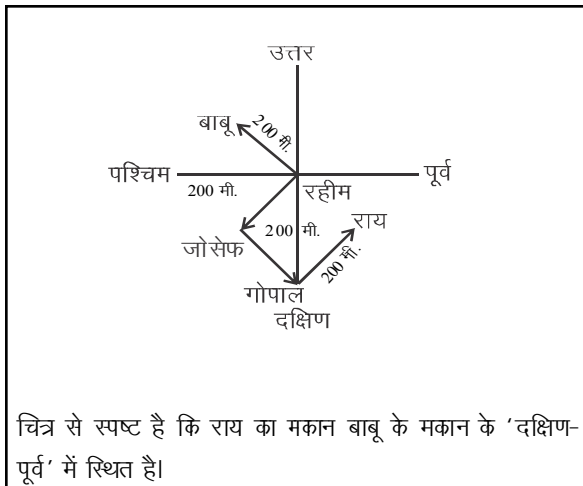 उत्तर
बाबू
200 मी.
पश्चिम
पूर्व
200 मी.
रहीम
राय
200 मी.
जोसेफ
200 मी.
गोपाल
दक्षिण
चित्र से स्पष्ट है कि राय का मकान बाबू के मकान के 'दक्षिण-
पूर्व' में स्थित है।